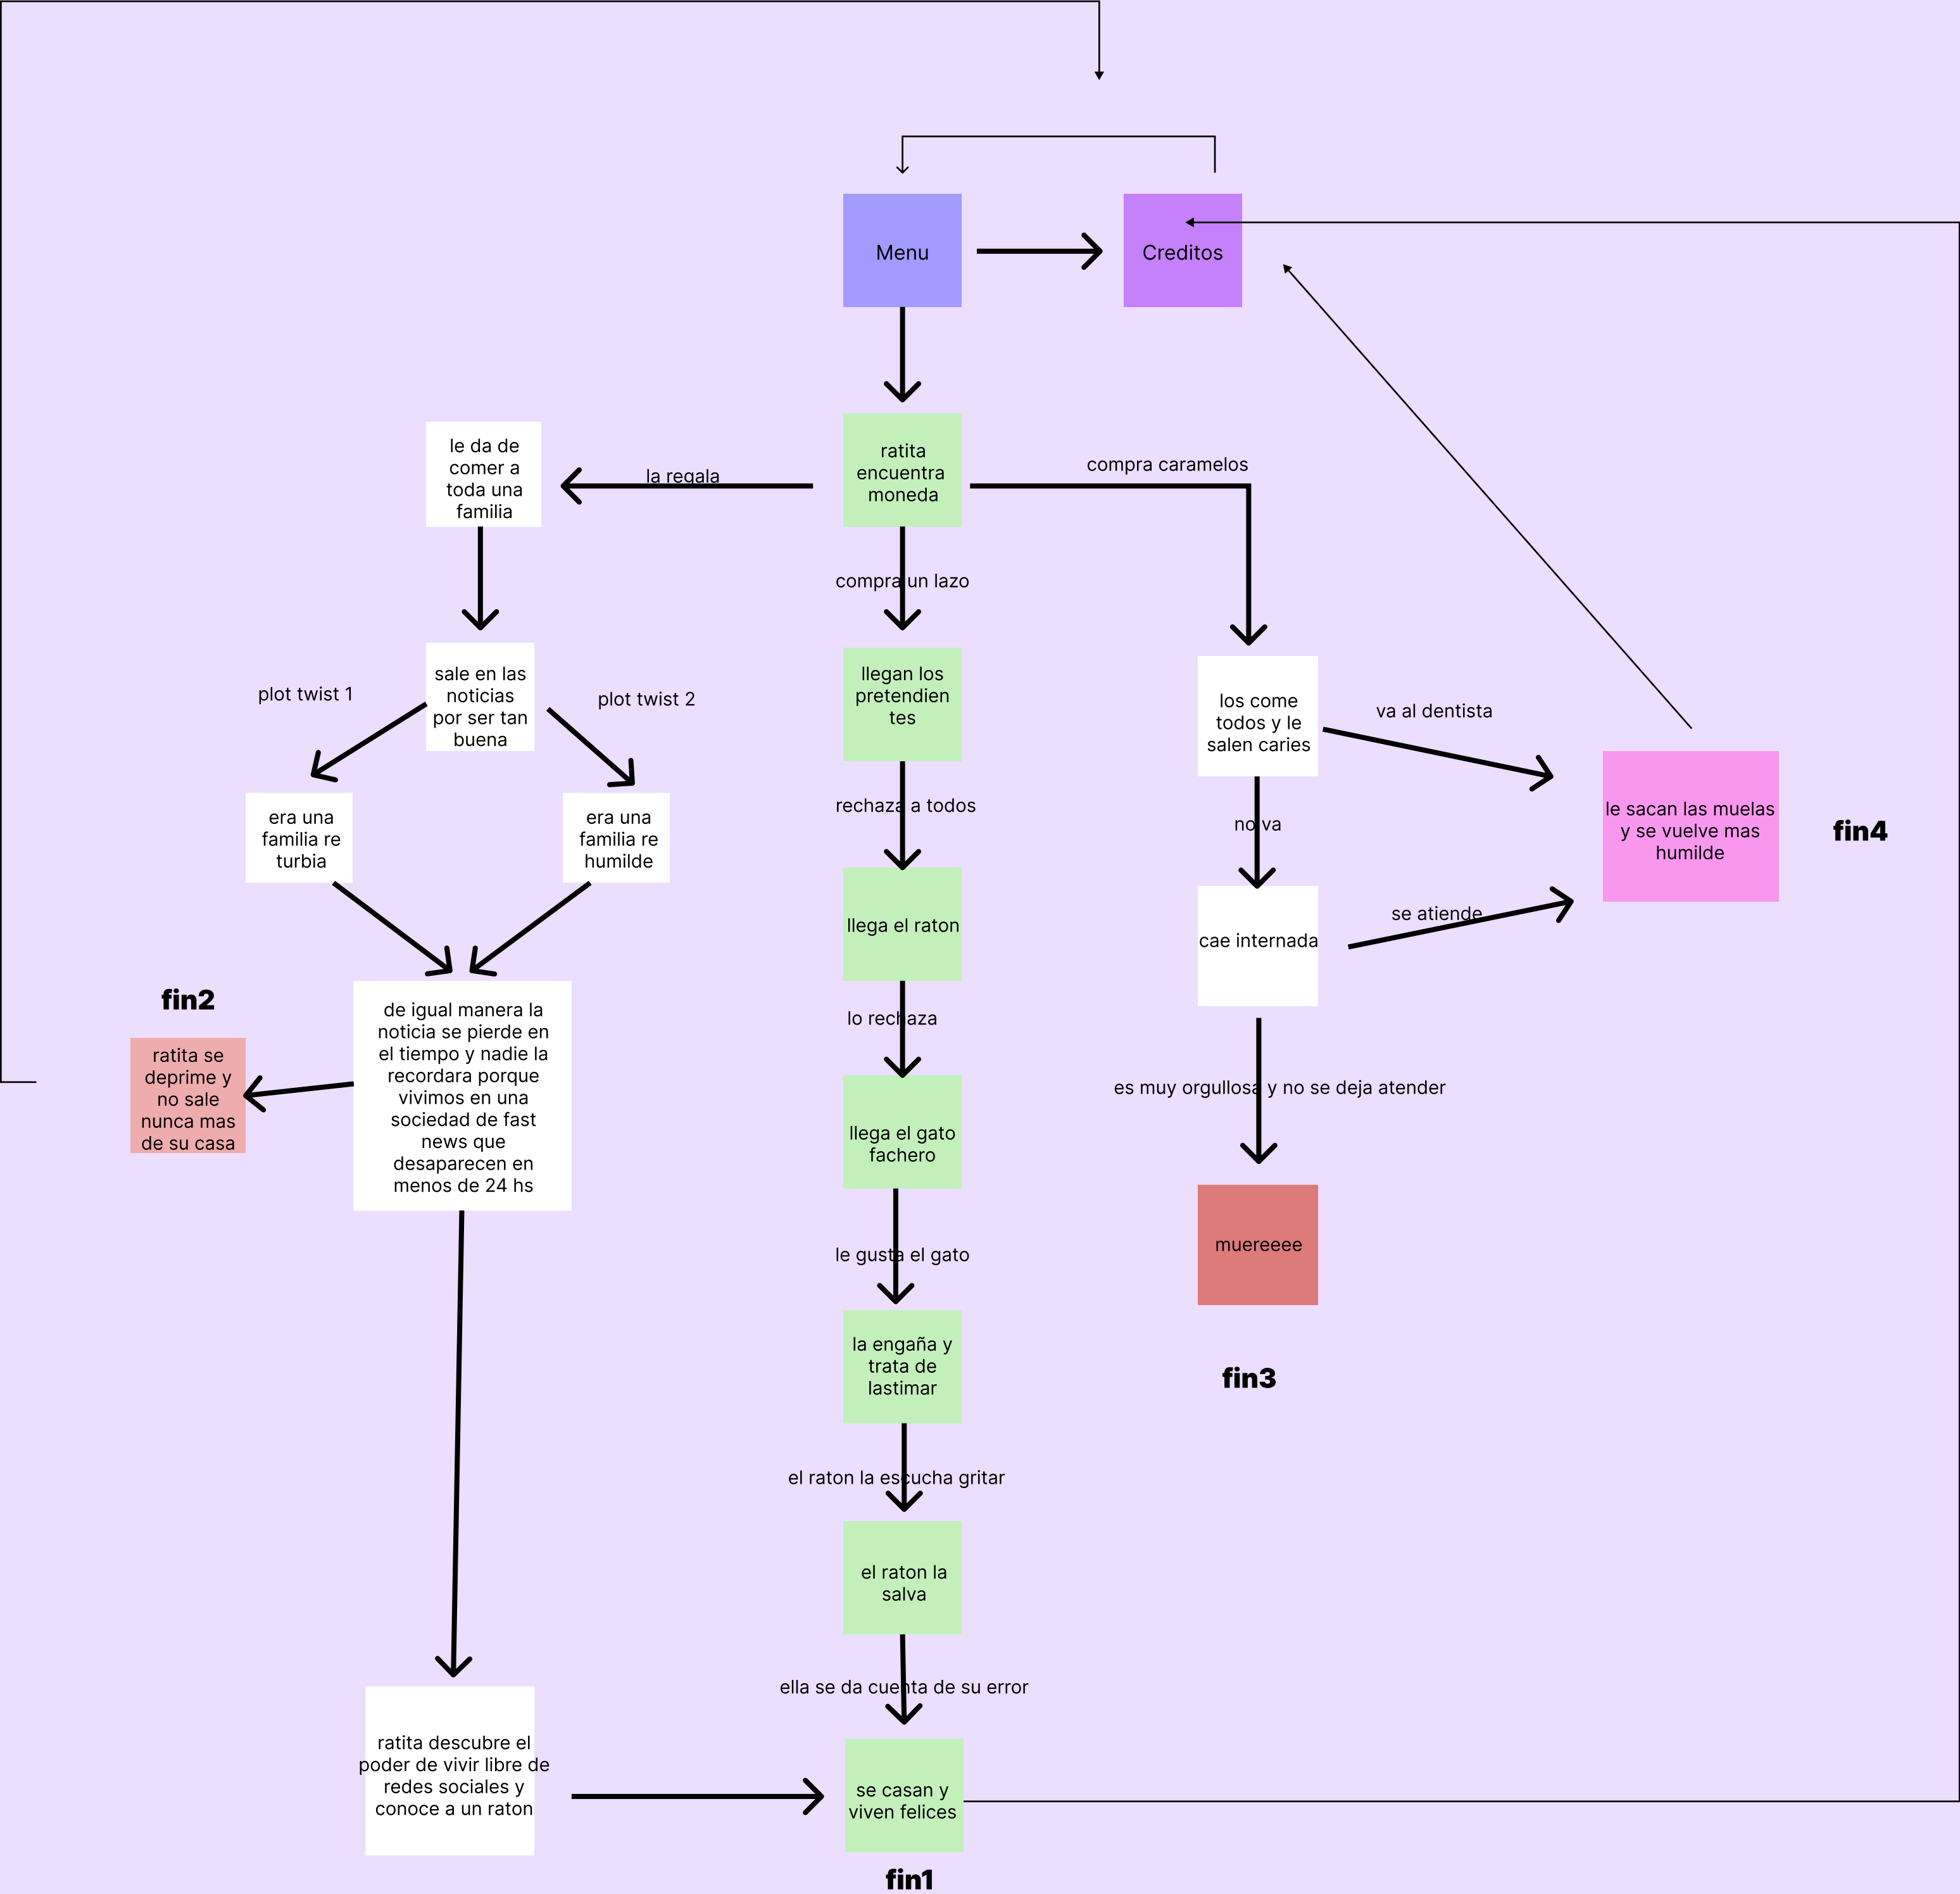 Menu
Creditos
ratita
encuentra
moneda
le da de
comer a
toda una
familia
la regala
compra caramelos
compra un lazo
sale en las
noticias
por ser tan
buena
plot twist 1
plot twist 2
llegan los
pretendien
tes
los come
todos y le
salen caries
va al dentista
era una
familia re
turbia
era una
familia re
humilde
rechaza a todos
no va
le sacan las muelas
y se vuelve mas
humilde
fin4
llega el raton
cae internada
se atiende
fin2
ratita se
deprime y
no sale
nunca mas
de su casa
de igual manera la
noticia se pierde en
el tiempo y nadie la
recordara porque
vivimos en una
sociedad de fast
news que
desaparecen en
menos de 24 hs
lo rechaza
llega el gato
fachero
es muy orgullosa y no se deja atender
le gusta el gato
muereeee
la engaña y
trata de
lastimar
fin3
el raton la escucha gritar
el raton la
salva
ella se da cuenta de su error
ratita descubre el
poder de vivir libre de
redes sociales y
conoce a un raton
se casan y
viven felices
fin1